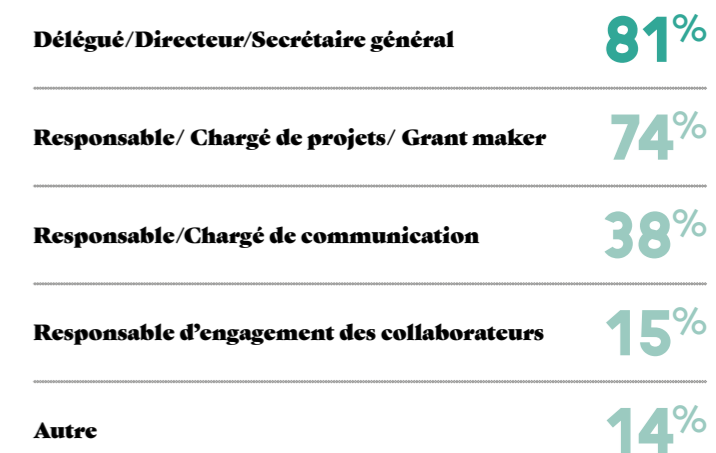 Délégué/Directeur/Secrétaire général 81%
Responsable/ Chargé de projets/ Grant maker 74%
Responsable/Chargé de communication 38%
Responsable d’engagement des collaborateurs 15%
Autre 14%